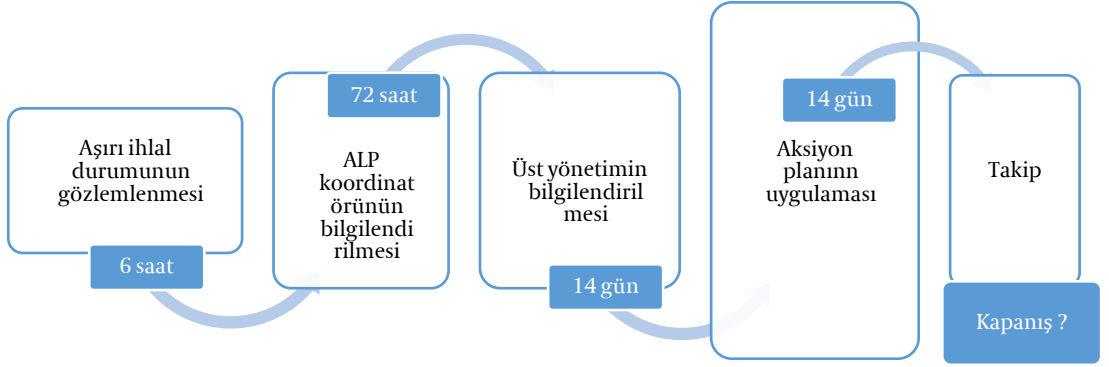 Aşırı ihlal
durumunun
gözlemlenmesi
6 saat
72 saat
ALP
koordinat
örünün
bilgilendi
rilmesi
Üst yönetimin
bilgilendiril
mesi
14 gün
14 gün
Aksiyon
planınn
uygulaması
Takip
Kapanış ?